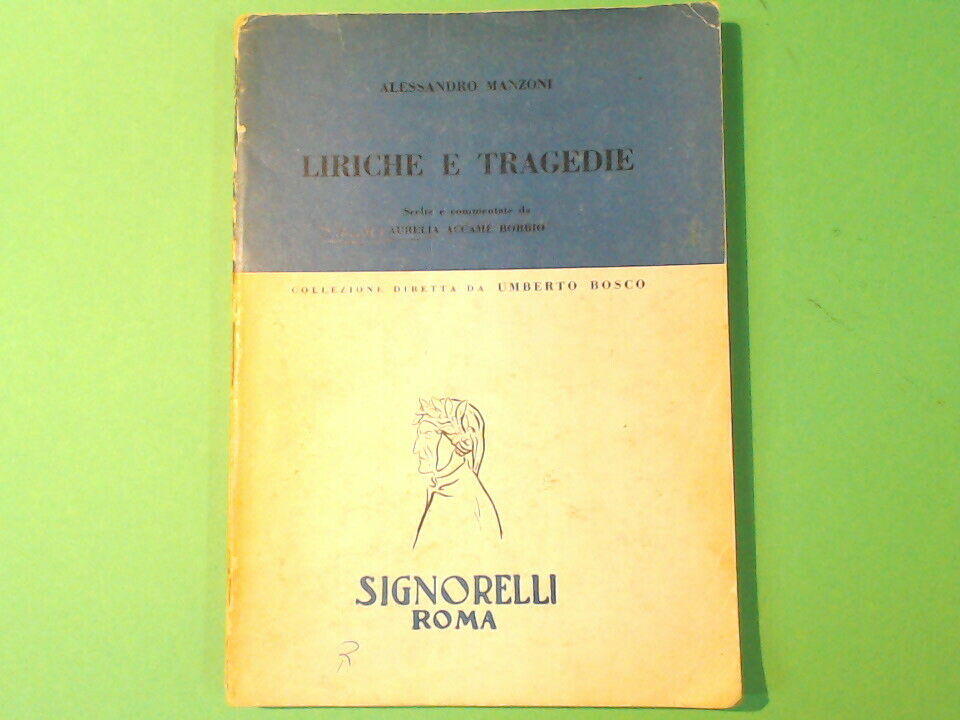 ALESSANDRO MANZONI
LIRICHE E TRAGEDIE
Scelte e commentate da
AURELIA ACCAME BOBBIO
COLLEZIONE DIRETTA DA UMBERTO BOSCO
SIGNORELLI
ROMA